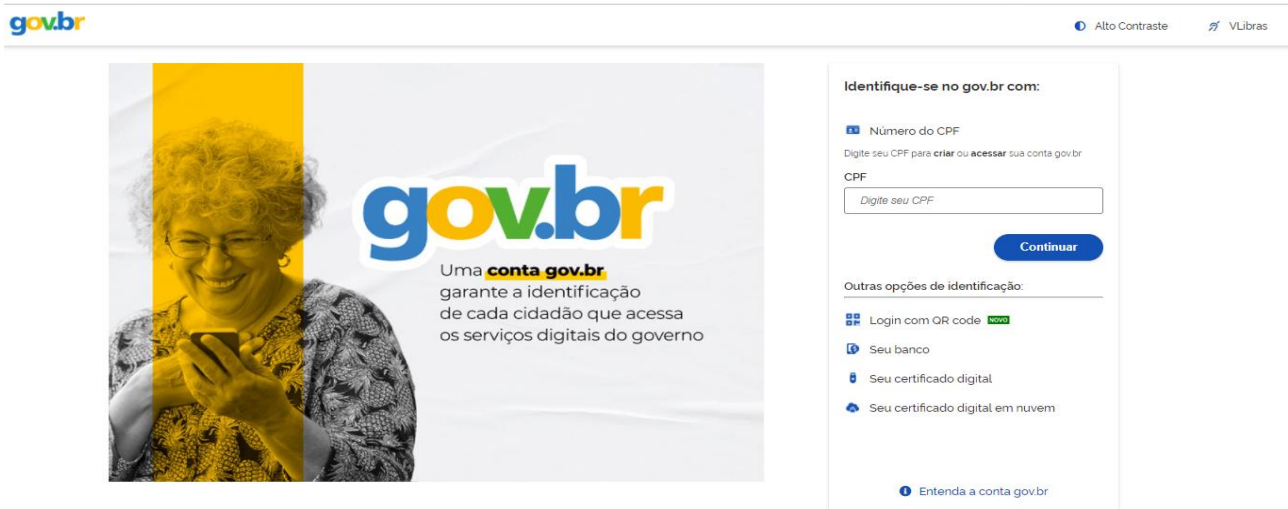 gov.br
Alto Contraste
VLibras
gov.br
Uma conta gov.br
garante a identificação
de cada cidadão que acessa
os serviços digitais do governo
Identifique-se no gov.br com:
Número do CPF
Digite seu CPF para criar ou acessar sua conta gov.br
CPF
Digite seu CPF
Continuar
Outras opções de identificação:
Login com QR code NOVO
Seu banco
Seu certificado digital
Seu certificado digital em nuvem
Entenda a conta gov.br